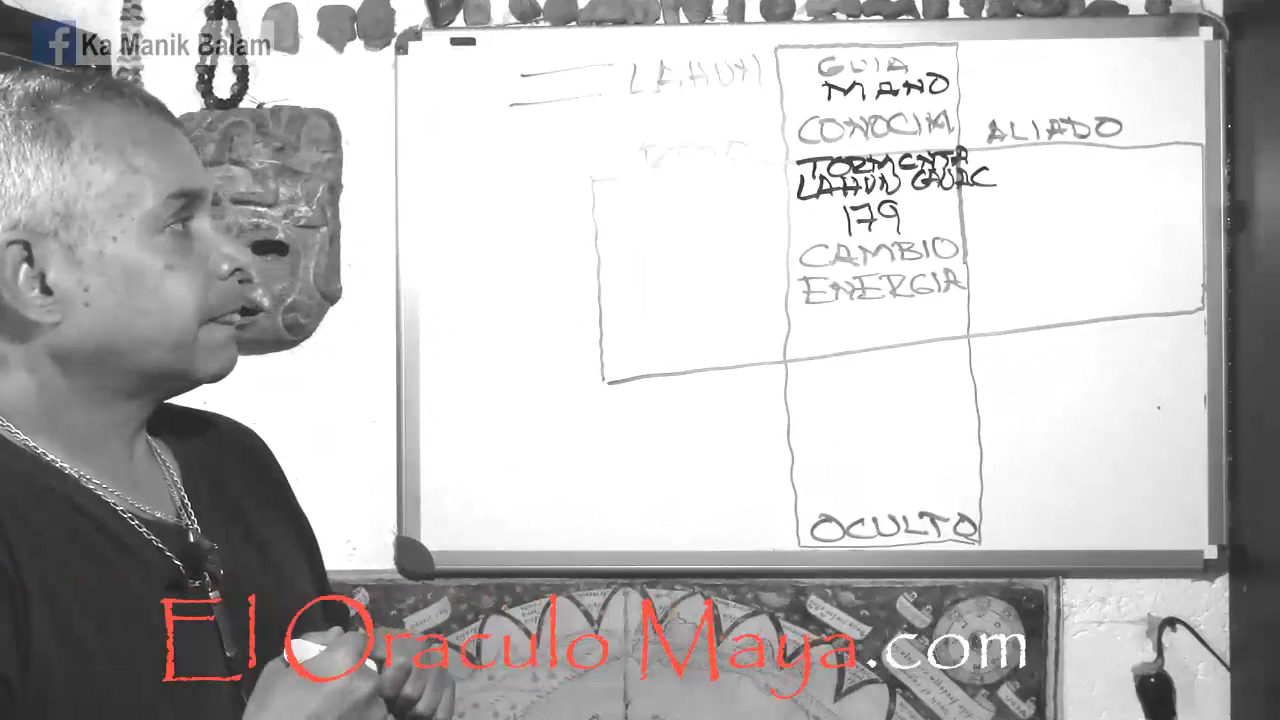 Ka Manik Balam
LAHUN
GUIA
MANO
CONOCIM
ALIADO
TORMENTA
LAHUN CAUAC
179
CAMBIO
ENERGIA
OCULTO
El Oraculo Maya.com